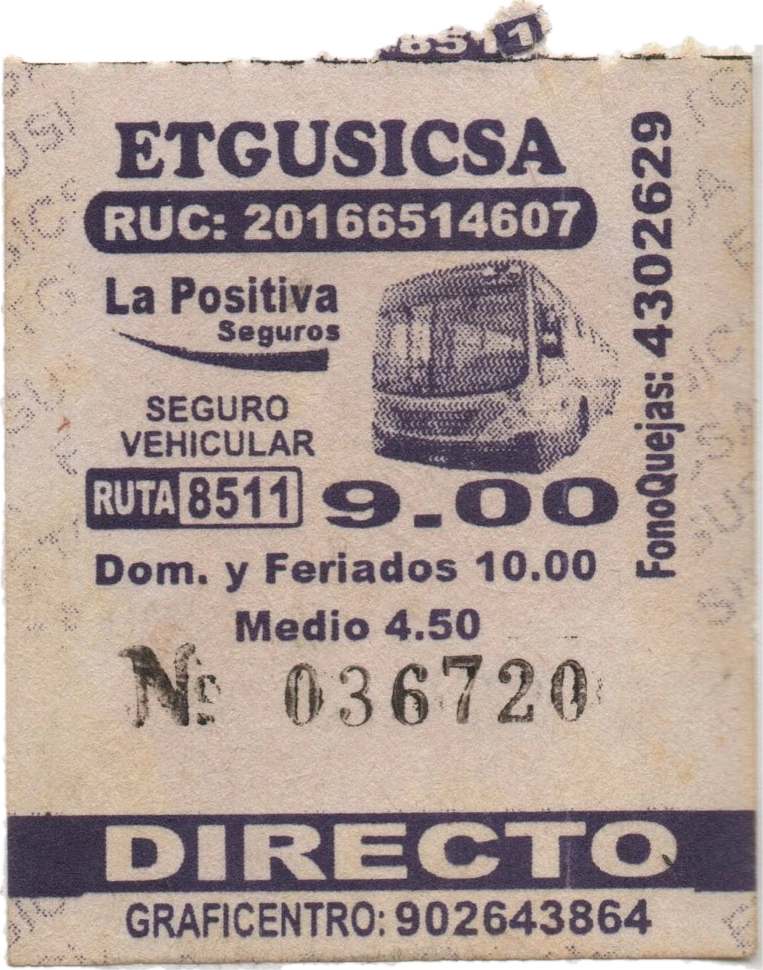 8511
ETGUSICSA
RUC: 20166514607
La Positiva
Seguros
SEGURO
VEHICULAR
RUTA 8511 9.00
Dom. y Feriados 10.00
Medio 4.50
Nº 036720
DIRECTO
GRAFICENTRO: 902643864
FonoQuejas: 4302629